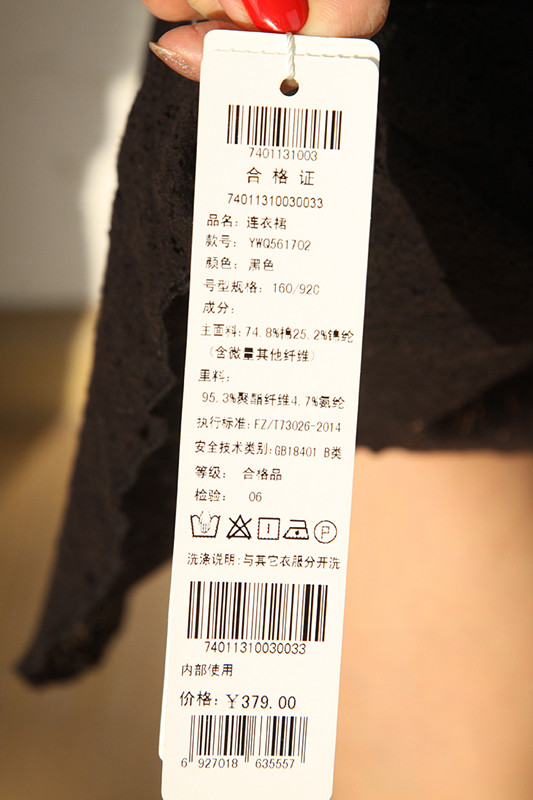 7401131003
合格证
74011310030033
品名: 连衣裙
款号: YWQ561702
颜色: 黑色
号型规格: 160/92C
成分:
主面料: 74.8%棉25.2%锦纶
(含微量其他纤维)
里料:
95.3%聚酯纤维4.7%氨纶
执行标准: FZ/T73026-2014
安全技术类别: GB18401 B类
等级: 合格品
检验: 06
P
洗涤说明: 与其它衣服分开洗
74011310030033
内部使用
价格: ¥379.00
6 927018 635557